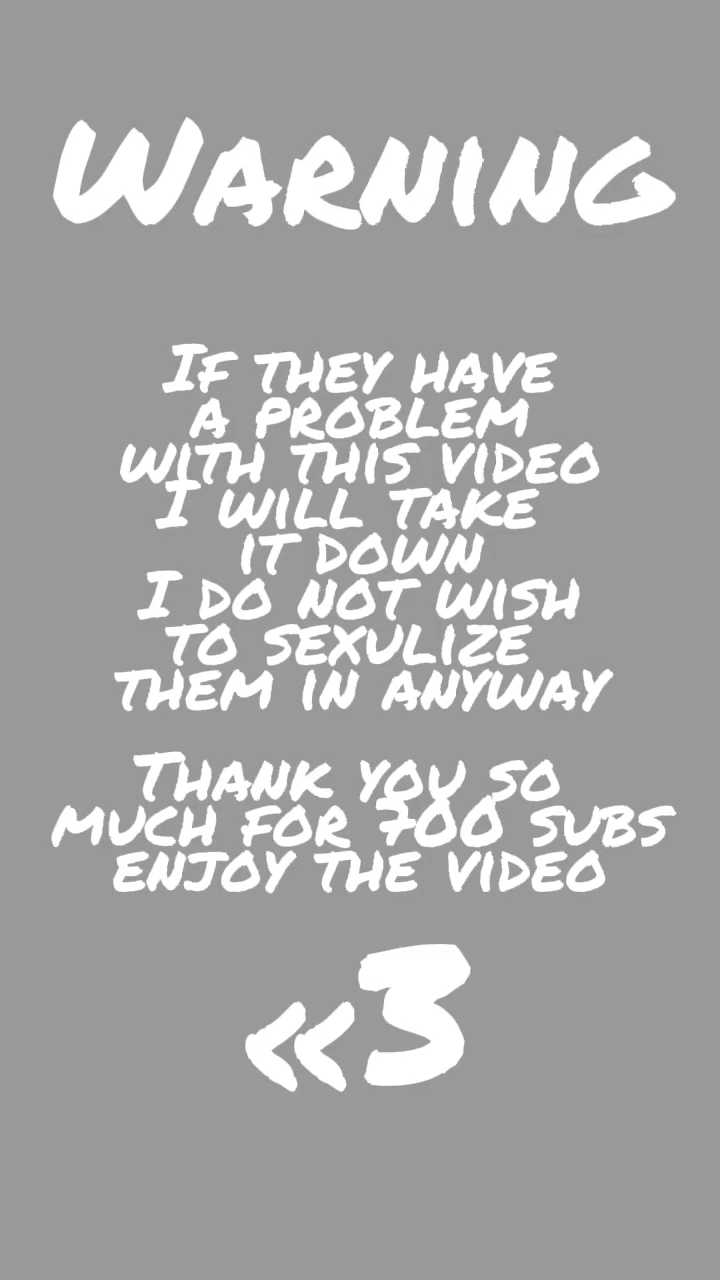 Warning
If they have
a problem
with this video
I will take
it down
I do not wish
to sexulize
them in anyway
Thank you so
much for 700 subs
enjoy the video
«3